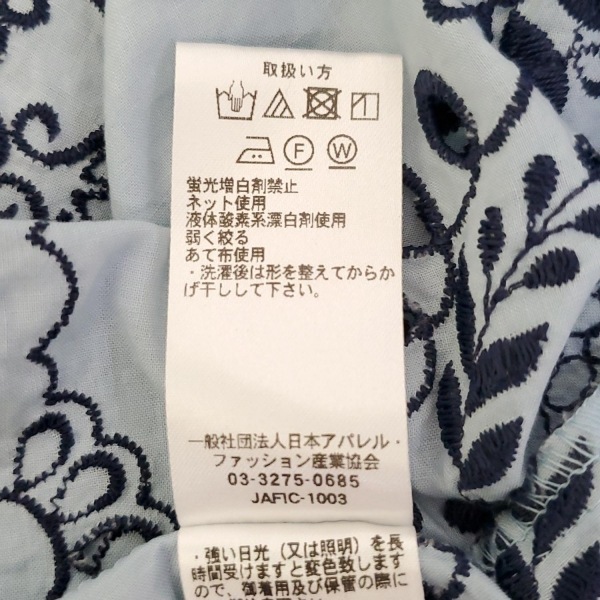 取扱い方
F
W
蛍光増白剤禁止
ネット使用
液体酸素系漂白剤使用
弱く絞る
あて布使用
・洗濯後は形を整えてからか
げ干しして下さい。
一般社団法人日本アパレル・
ファッション産業協会
03-3275-0685
JAFIC-1003
・強い日光（又は照明）を長
時間受けますと変色致します
ので、御着用及び保管の際に